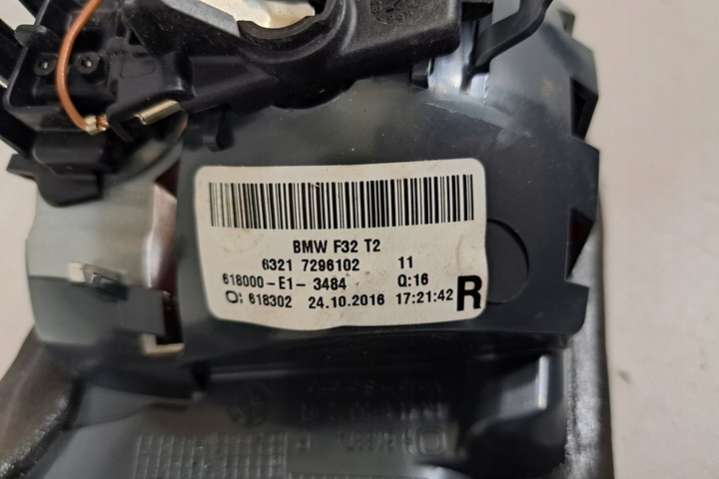 BMW F32 T2
6321 7296102 11
618000-E1- 3484 Q:16
O: 618302 24.10.2016 17:21:42 R